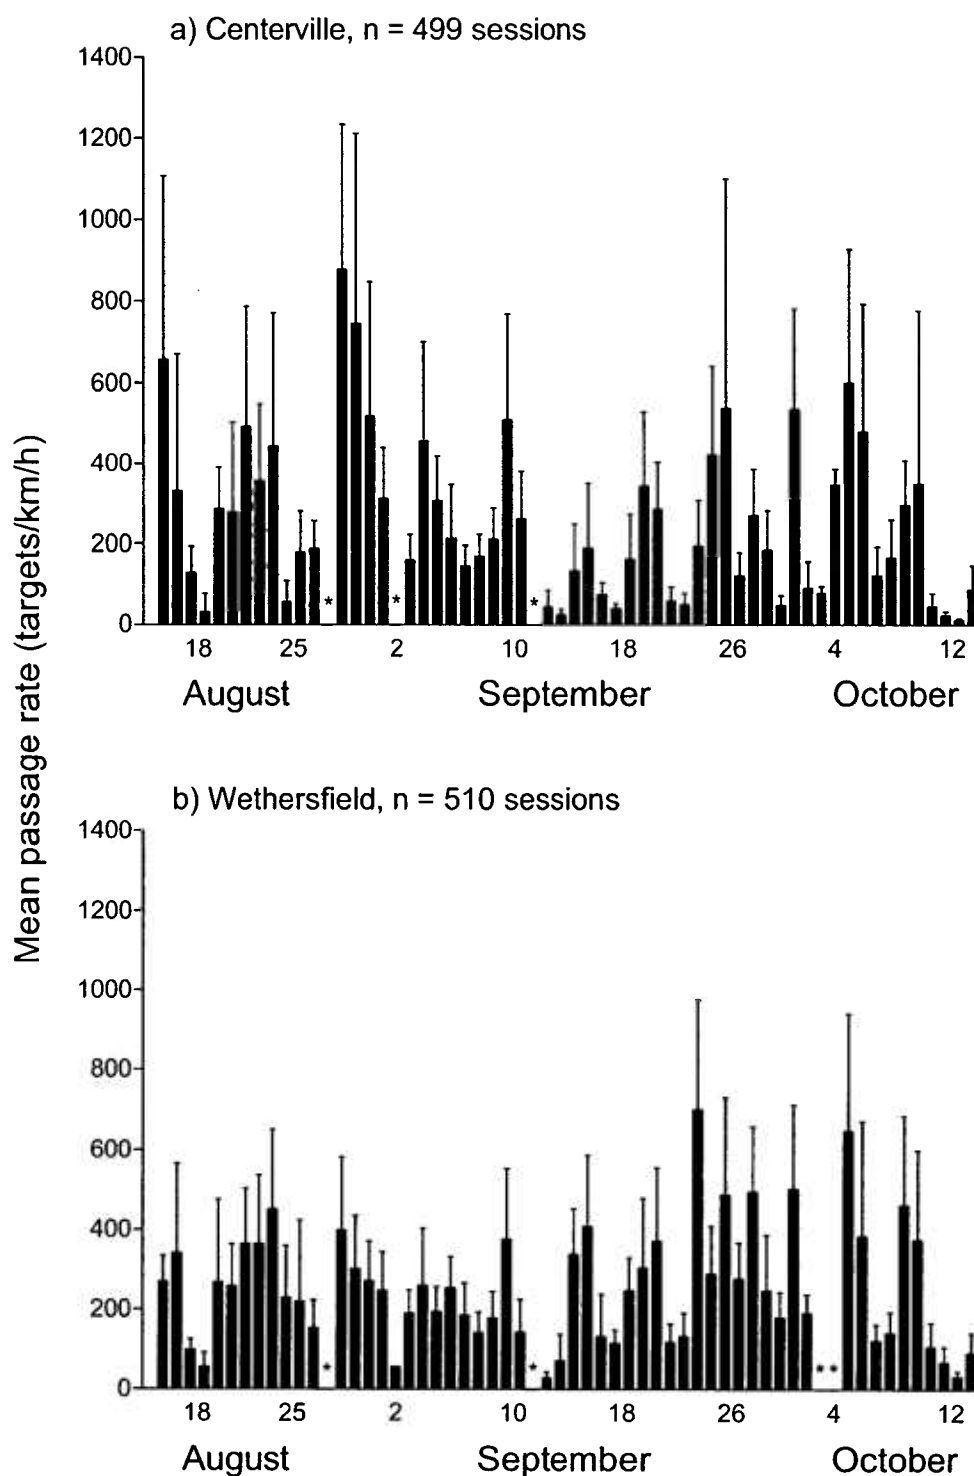 a) Centerville, n = 499 sessions
1400
1200
1000
800
600
400
200
0
* * *
18 25 2 10 18 26 4 12
August September October
Mean passage rate (targets/km/h)
b) Wethersfield, n = 510 sessions
1400
1200
1000
800
600
400
200
0
* * * *
18 25 2 10 18 26 4 12
August September October